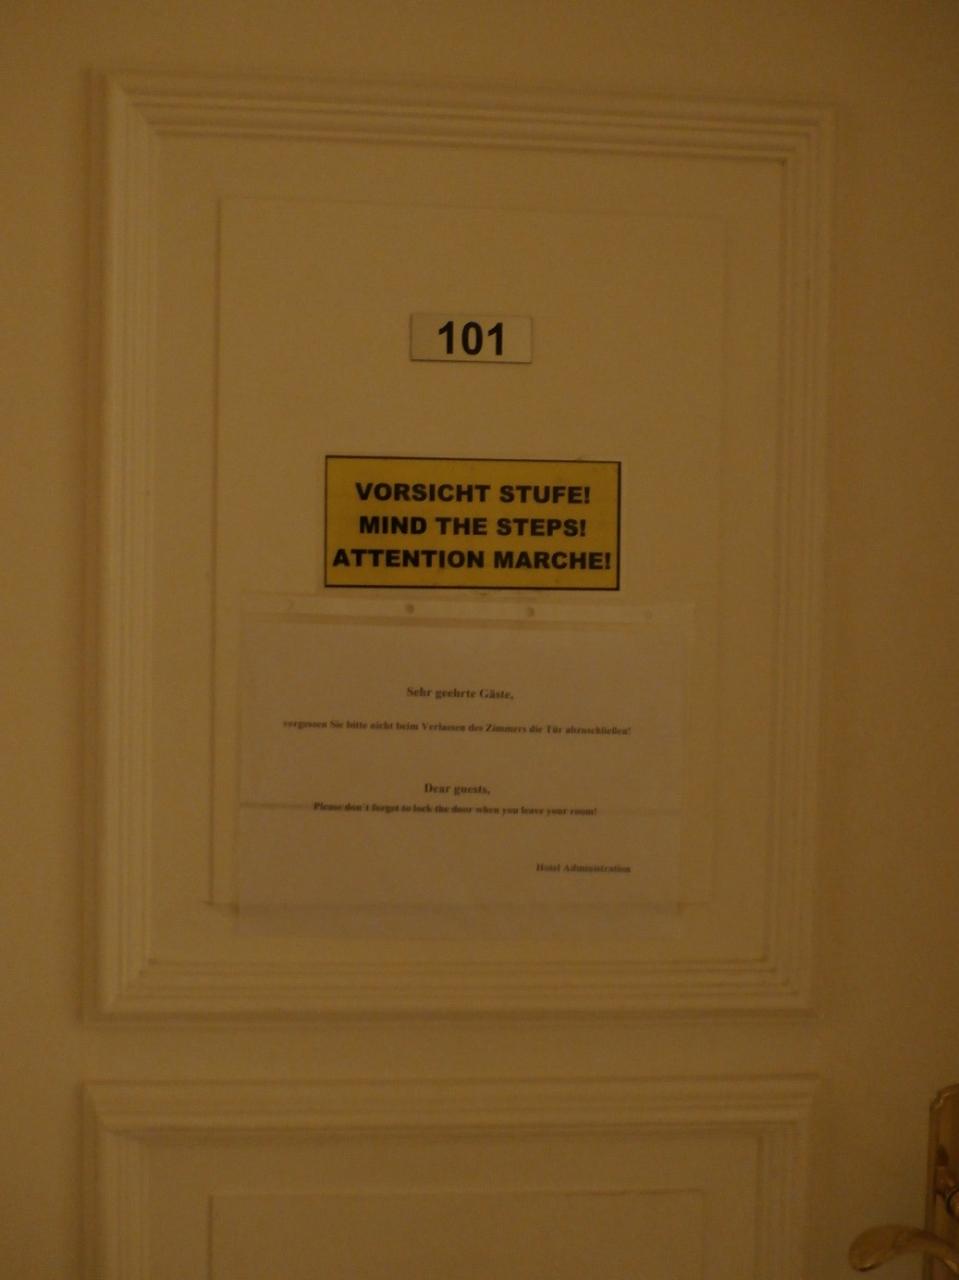 101
VORSICHT STUFE!
MIND THE STEPS!
ATTENTION MARCHE!
Sehr geehrte Gäste,
vergessen Sie bitte nicht beim Verlassen des Zimmers die Tür abzuschließen!
Dear guests,
Please don´t forget to lock the door when you leave your room!
Hotel Administration